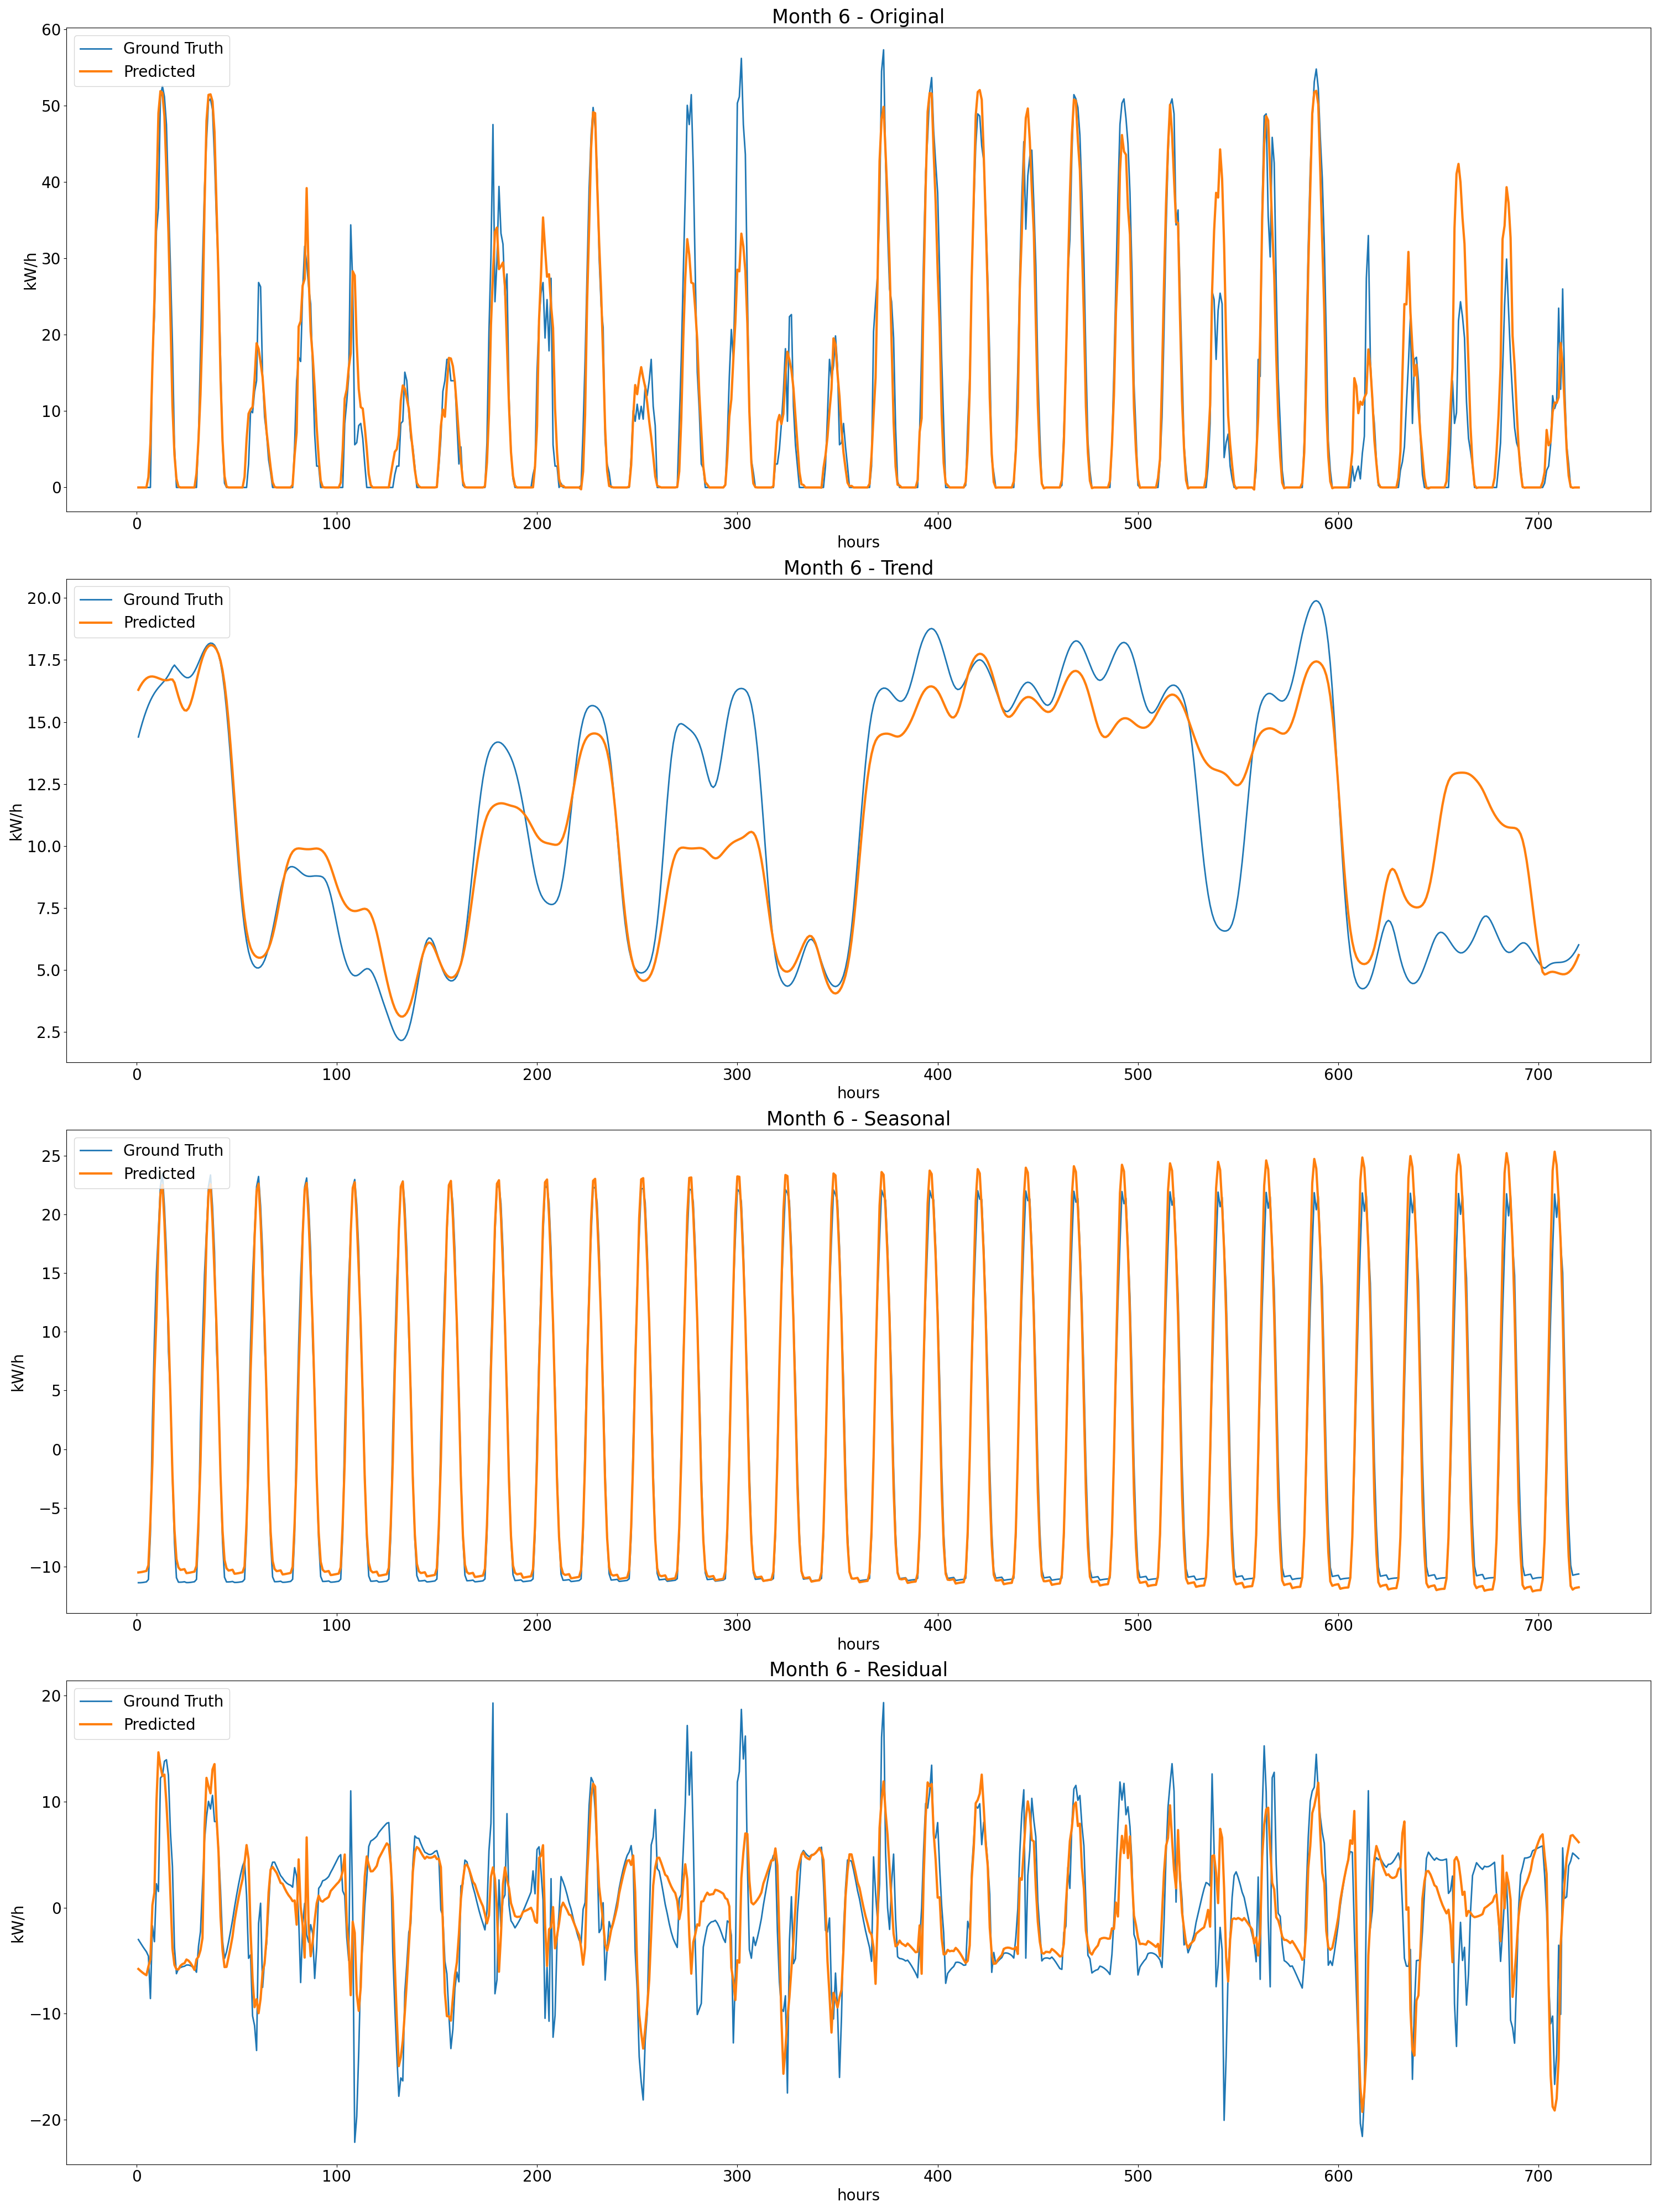 Month 6 - Original
Ground Truth
Predicted
60
50
40
30
20
10
0
kW/h
0 100 200 300 400 500 600 700
hours
Month 6 - Trend
Ground Truth
Predicted
20.0
17.5
15.0
12.5
10.0
7.5
5.0
2.5
kW/h
0 100 200 300 400 500 600 700
hours
Month 6 - Seasonal
Ground Truth
Predicted
25
20
15
10
5
0
−5
−10
kW/h
0 100 200 300 400 500 600 700
hours
Month 6 - Residual
Ground Truth
Predicted
20
10
0
−10
−20
kW/h
0 100 200 300 400 500 600 700
hours